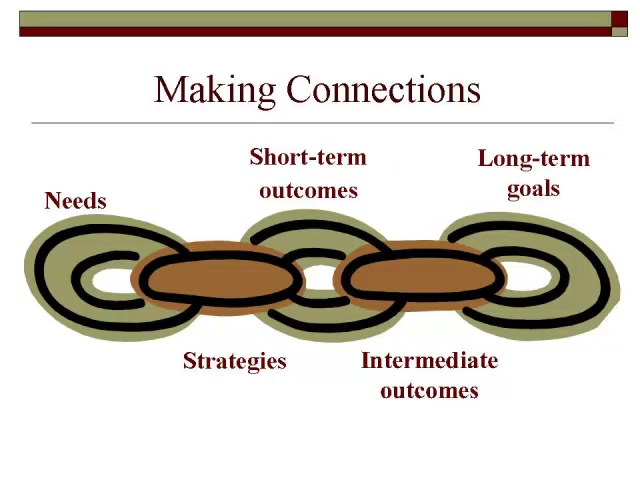 Making Connections
Short-term
outcomes
Long-term
goals
Needs
Strategies
Intermediate
outcomes